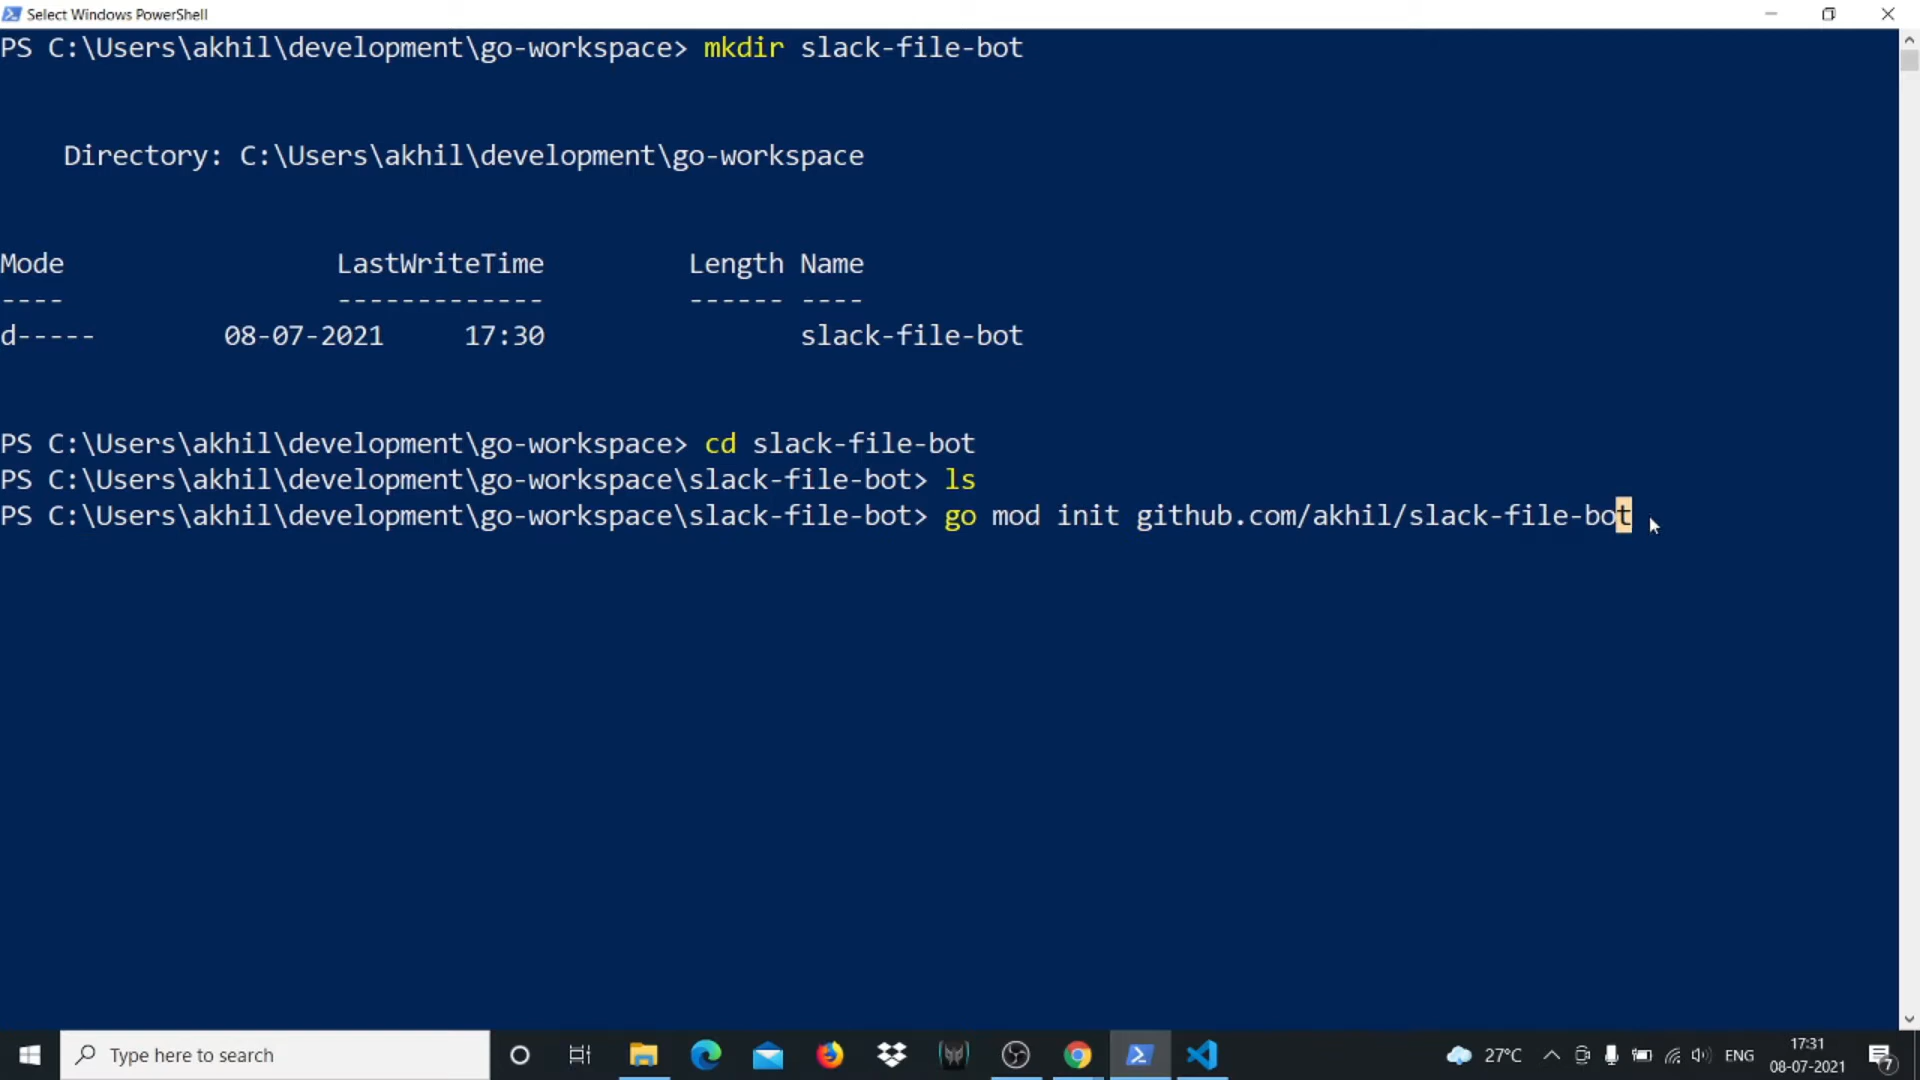 Select Windows PowerShell
PS C:\Users\akhil\development\go-workspace> mkdir slack-file-bot
Directory: C:\Users\akhil\development\go-workspace
Mode LastWriteTime Length Name
---- ------------- ------ ----
d----- 08-07-2021 17:30 slack-file-bot
PS C:\Users\akhil\development\go-workspace> cd slack-file-bot
PS C:\Users\akhil\development\go-workspace\slack-file-bot> ls
PS C:\Users\akhil\development\go-workspace\slack-file-bot> go mod init github.com/akhil/slack-file-bot
Type here to search
27°C
ENG
17:31
08-07-2021
7